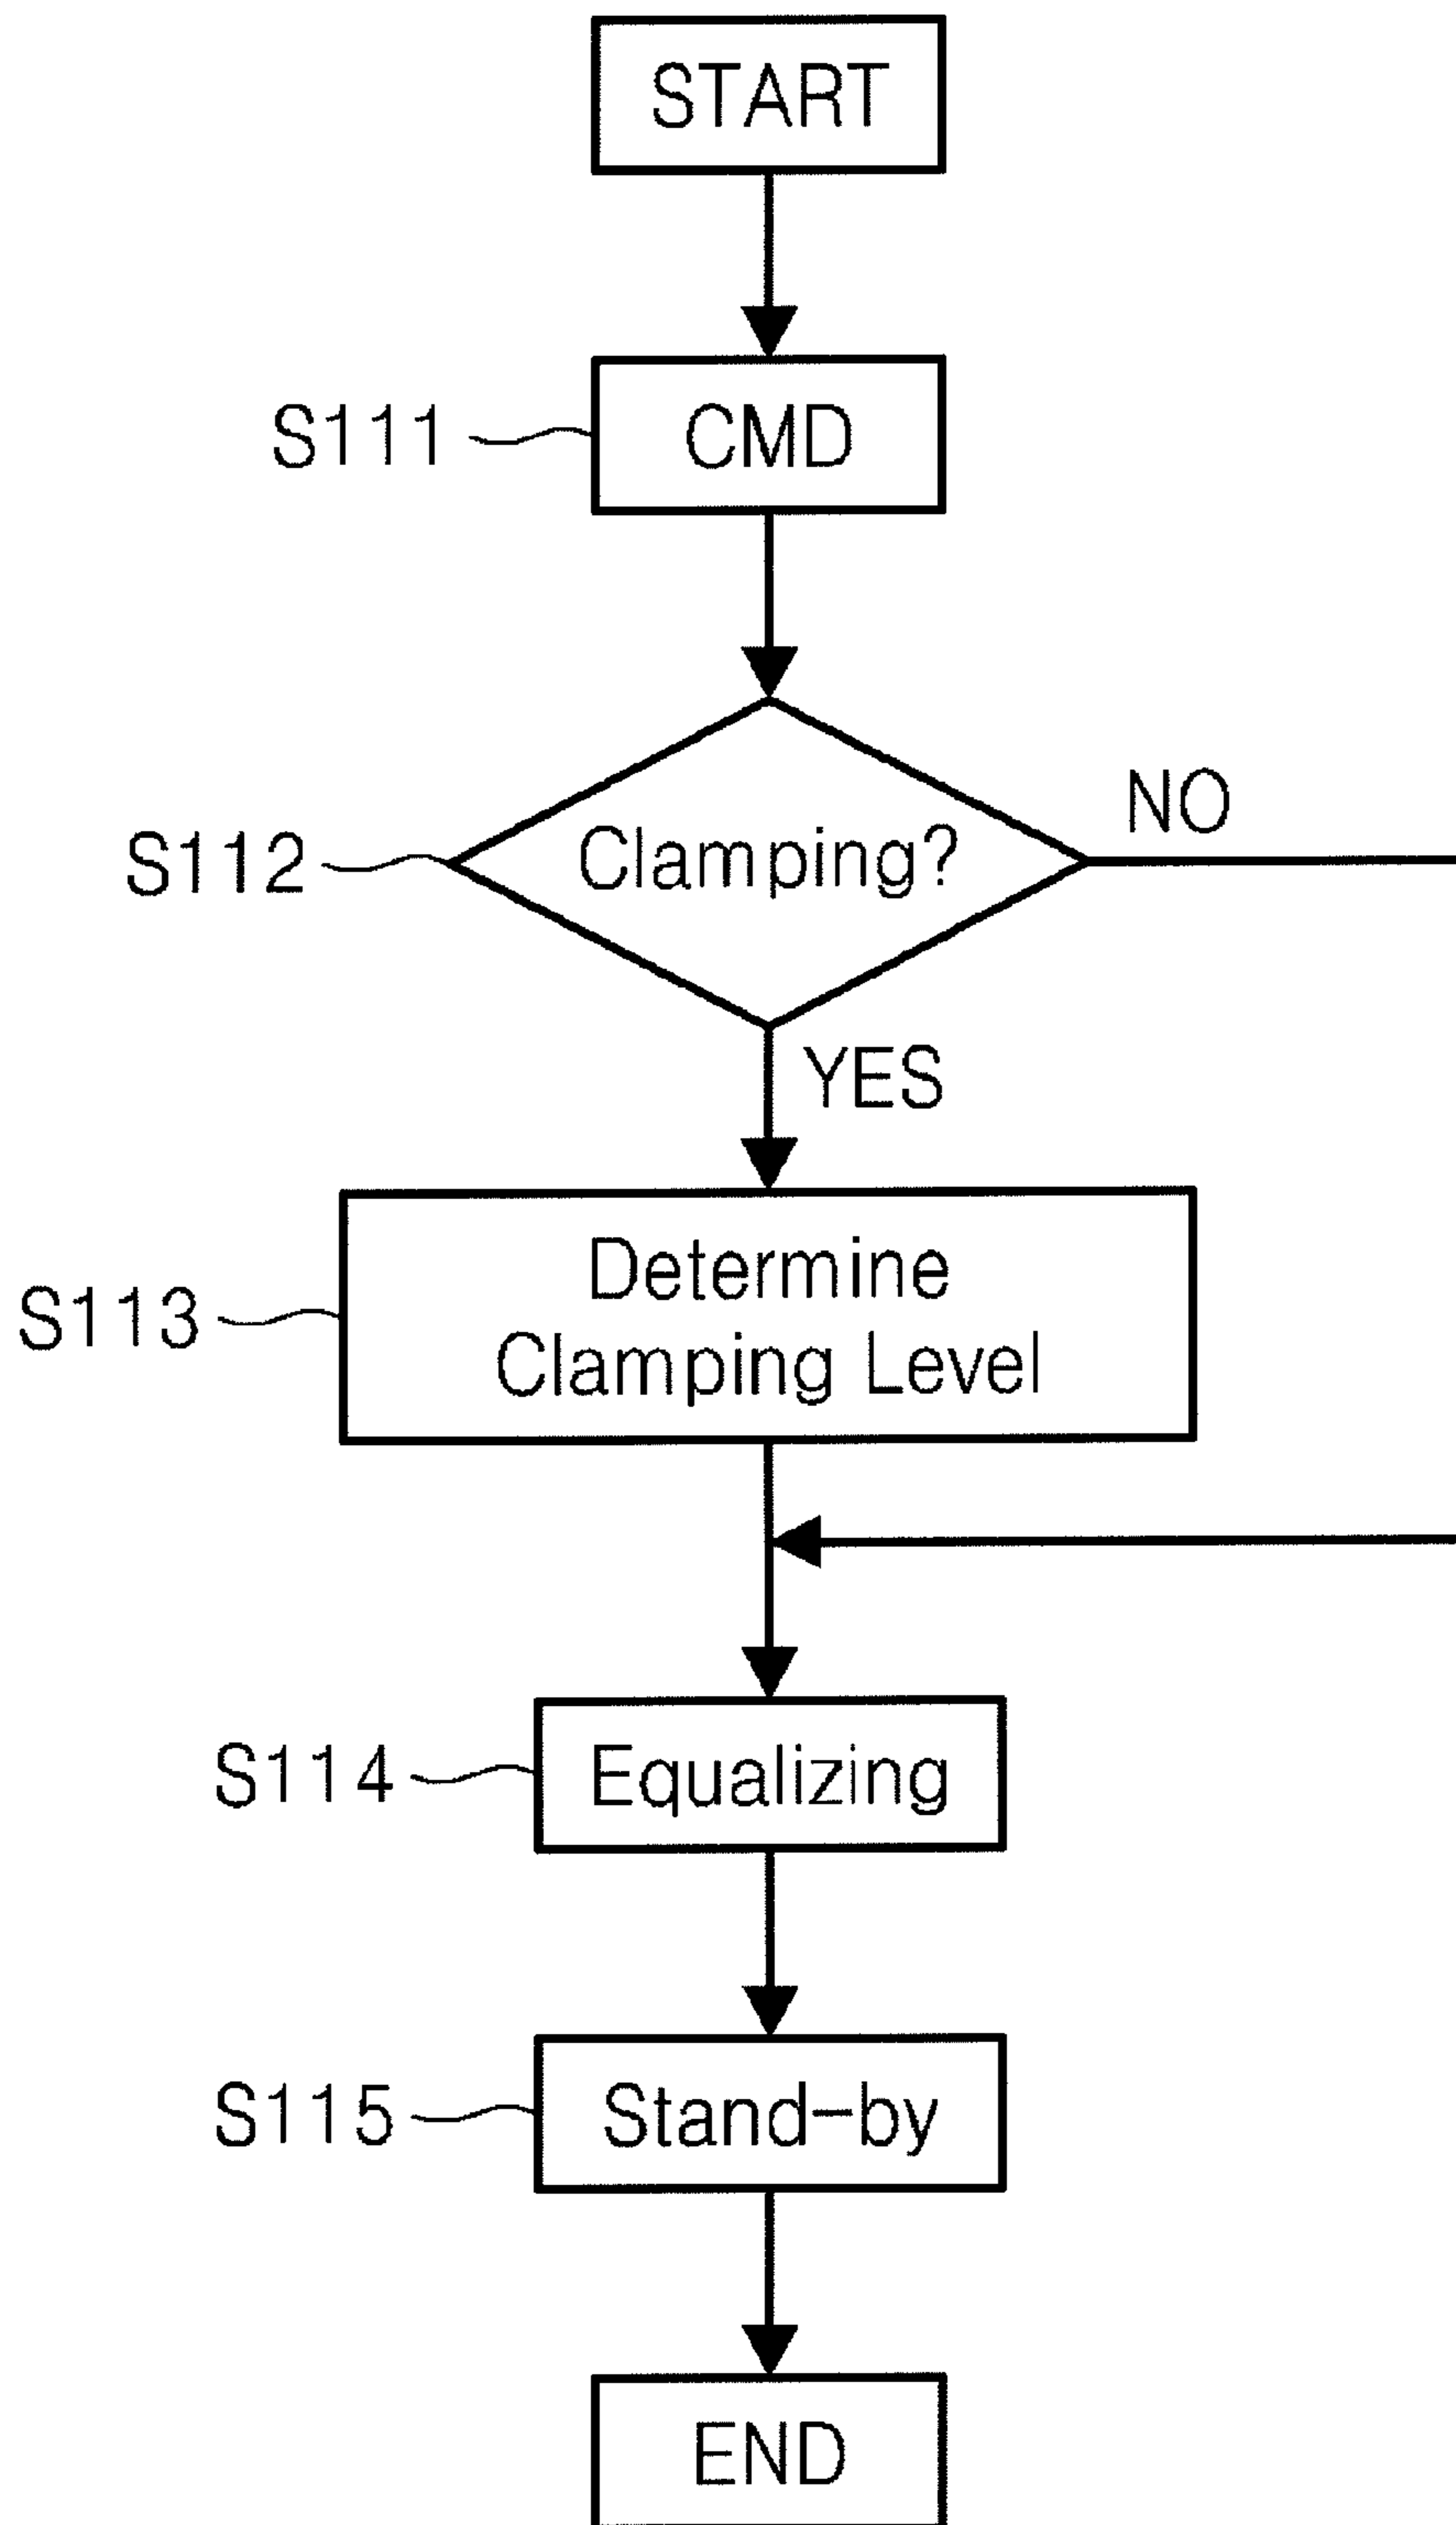 START
S111
CMD
S112
Clamping?
NO
YES
S113
Determine
Clamping Level
S114
Equalizing
S115
Stand-by
END